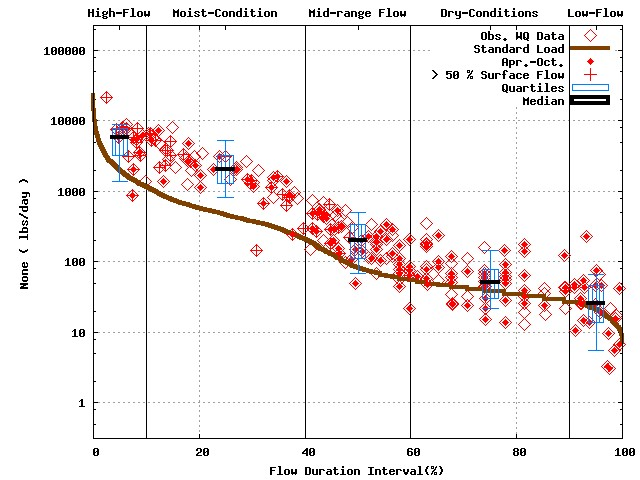 High-Flow Moist-Condition Mid-range Flow Dry-Conditions Low-Flow
Obs. WQ Data
Standard Load
Apr.-Oct.
> 50 % Surface Flow
Quartiles
Median
100000
10000
1000
100
10
1
None ( lbs/day )
0 20 40 60 80 100
Flow Duration Interval(%)